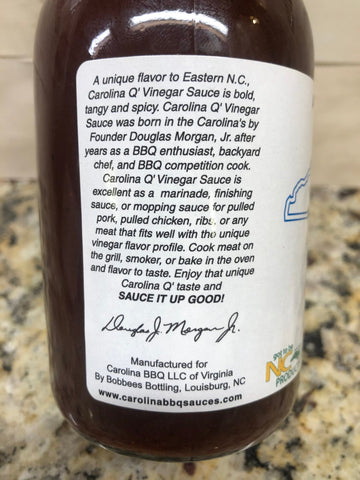 A unique flavor to Eastern N.C.,
Carolina Q' Vinegar Sauce is bold,
tangy and spicy. Carolina Q' Vinegar
Sauce was born in the Carolina's by
Founder Douglas Morgan, Jr. after
years as a BBQ enthusiast, backyard
chef, and BBQ competition cook.
Carolina Q' Vinegar Sauce is
excellent as a marinade, finishing
sauce, or mopping sauce for pulled
pork, pulled chicken, ribs, or any
meat that fits well with the unique
vinegar flavor profile. Cook meat on
the grill, smoker, or bake in the oven
and flavor to taste. Enjoy that unique
Carolina Q' taste and
SAUCE IT UP GOOD!
Douglas J. Morgan Jr.
Manufactured for
Carolina BBQ LLC of Virginia
By Bobbees Bottling, Louisburg, NC
www.carolinabbqsauces.com
got to be
NC
PRODUC